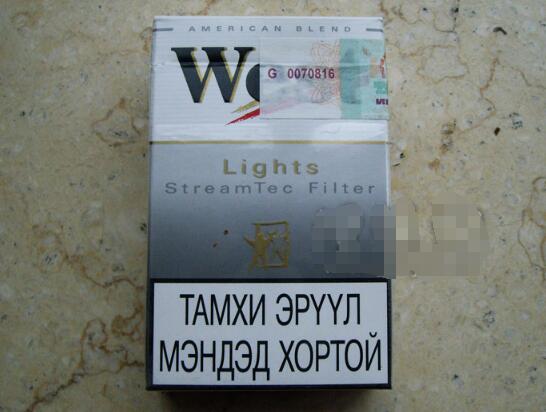 AMERICAN BLEND
G 0070816
Lights
StreamTec Filter
ТАМХИ ЭРҮҮЛ
МЭНДЭД ХОРТОЙ